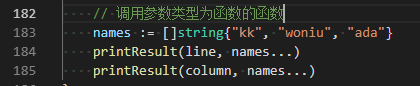 182 // 调用参数类型为函数的函数
183 names := []string{"kk", "woniu", "ada"}
184 printResult(line, names...)
185 printResult(column, names...)